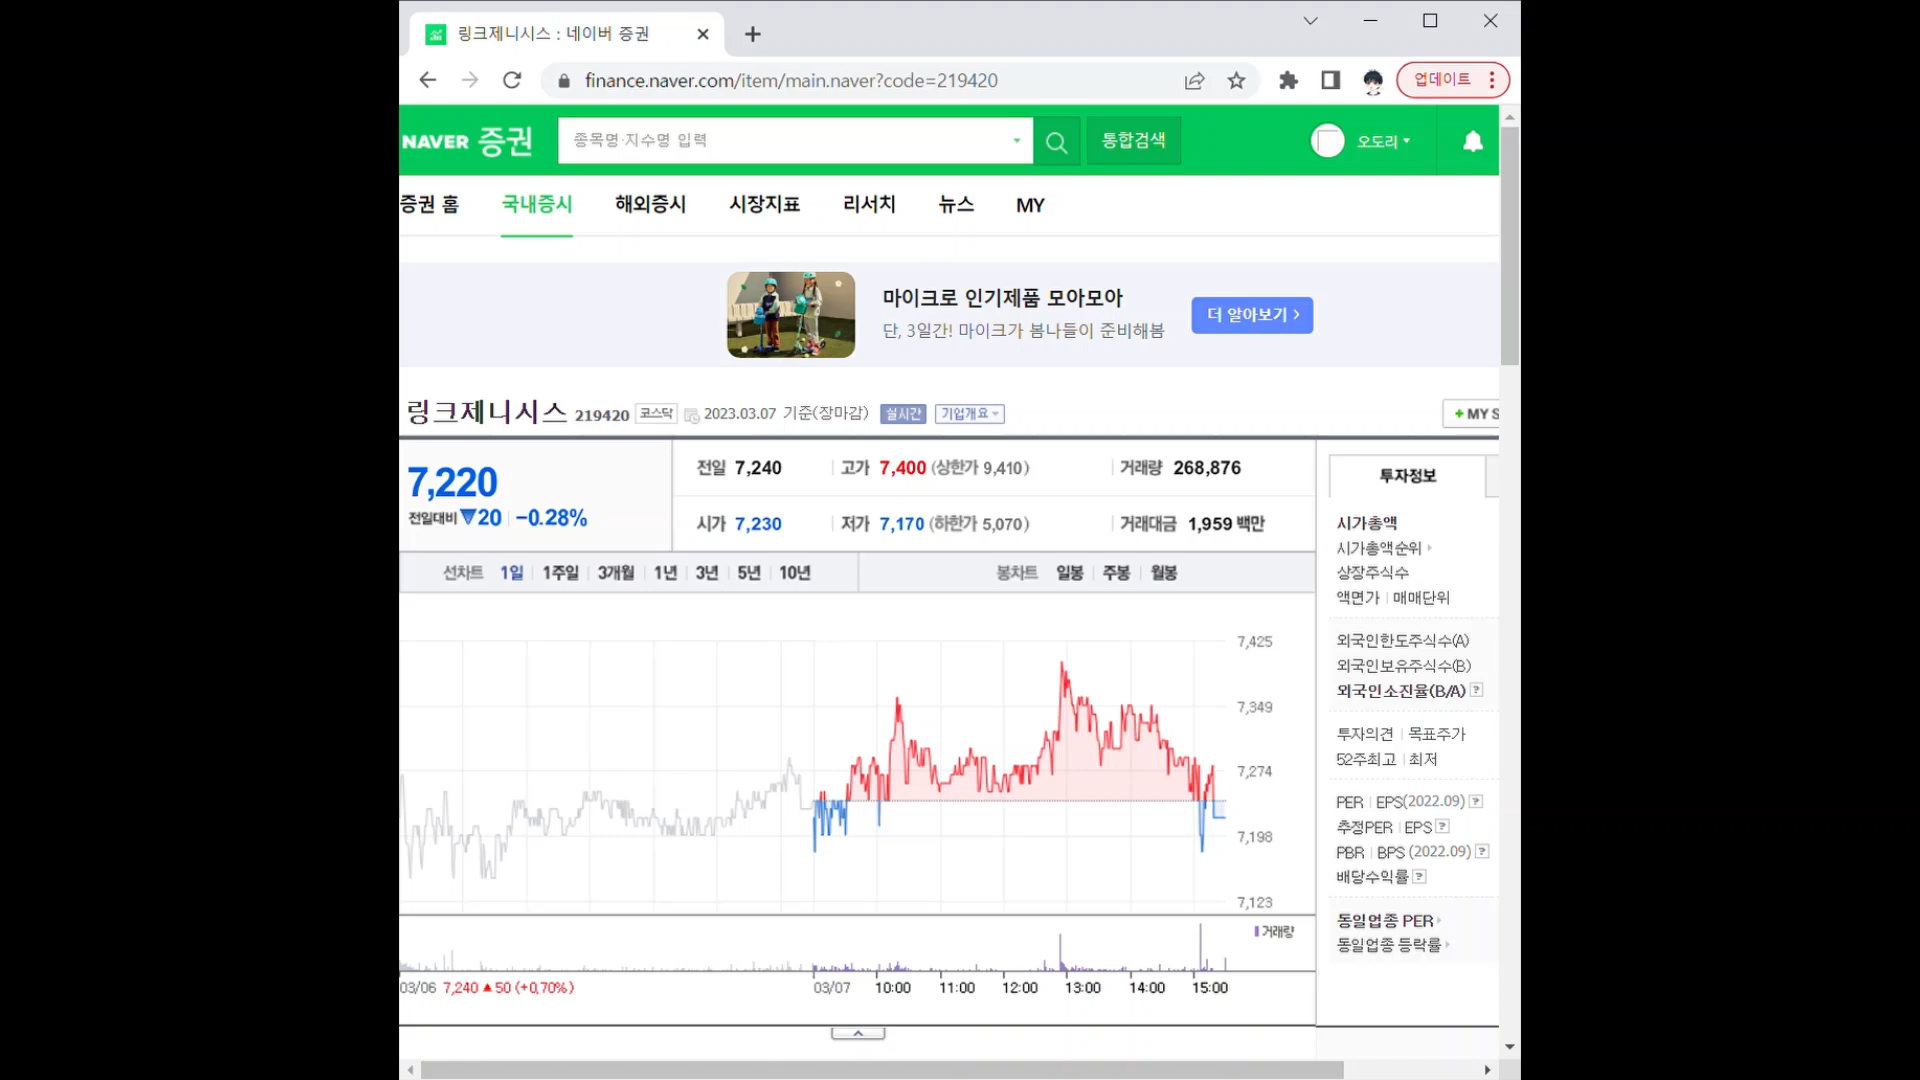 링크제니시스 : 네이버 증권
finance.naver.com/item/main.naver?code=219420
업데이트
NAVER 증권
종목명·지수명 입력
통합검색
오도리
증권 홈 국내증시 해외증시 시장지표 리서치 뉴스 MY
마이크로 인기제품 모아모아
단, 3일간! 마이크가 봄나들이 준비해봄
더 알아보기 >
링크제니시스 219420 코스닥 2023.03.07 기준(장마감) 실시간 기업개요
+ MY S
7,220
전일대비 ▼20 | -0.28%
전일 7,240 | 고가 7,400 (상한가 9,410) | 거래량 268,876
시가 7,230 | 저가 7,170 (하한가 5,070) | 거래대금 1,959 백만
선차트 1일 | 1주일 | 3개월 | 1년 | 3년 | 5년 | 10년
봉차트 일봉 | 주봉 | 월봉
7,425
7,349
7,274
7,198
7,123
거래량
03/06 7,240 ▲50 (+0,70%)
03/07 10:00 11:00 12:00 13:00 14:00 15:00
투자정보
시가총액
시가총액순위
상장주식수
액면가 | 매매단위
외국인한도주식수(A)
외국인보유주식수(B)
외국인소진율(B/A) ?
투자의견 | 목표주가
52주최고 | 최저
PER | EPS(2022.09) ?
추정PER | EPS ?
PBR | BPS (2022.09) ?
배당수익률 ?
동일업종 PER
동일업종 등락률